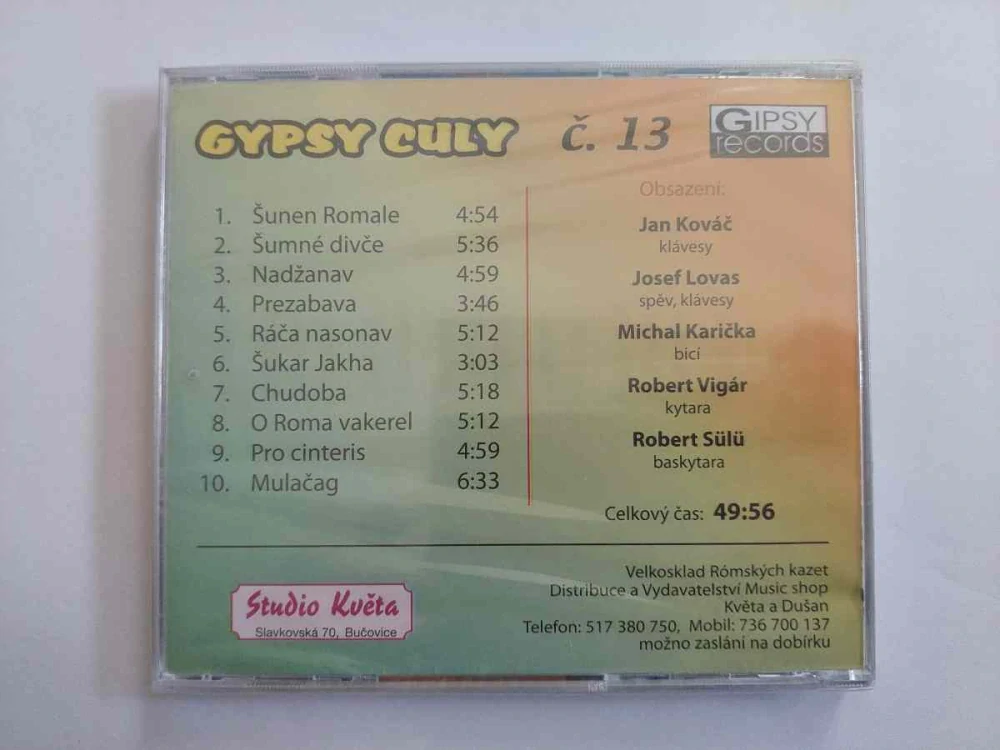 GYPSY CULY č. 13
GIPSY
records
1. Šunen Romale 4:54
2. Šumné divče 5:36
3. Nadžanav 4:59
4. Prezabava 3:46
5. Ráča nasonav 5:12
6. Šukar Jakha 3:03
7. Chudoba 5:18
8. O Roma vakerel 5:12
9. Pro cinteris 4:59
10. Mulačag 6:33
Obsazení:
Jan Kováč
klávesy
Josef Lovas
spěv, klávesy
Michal Karička
bicí
Robert Vigár
kytara
Robert Sülü
baskytara
Celkový čas: 49:56
Studio Květa
Slavkovská 70, Bučovice
Velkosklad Rómských kazet
Distribuce a Vydavatelství Music shop
Květa a Dušan
Telefon: 517 380 750, Mobil: 736 700 137
možno zaslání na dobírku